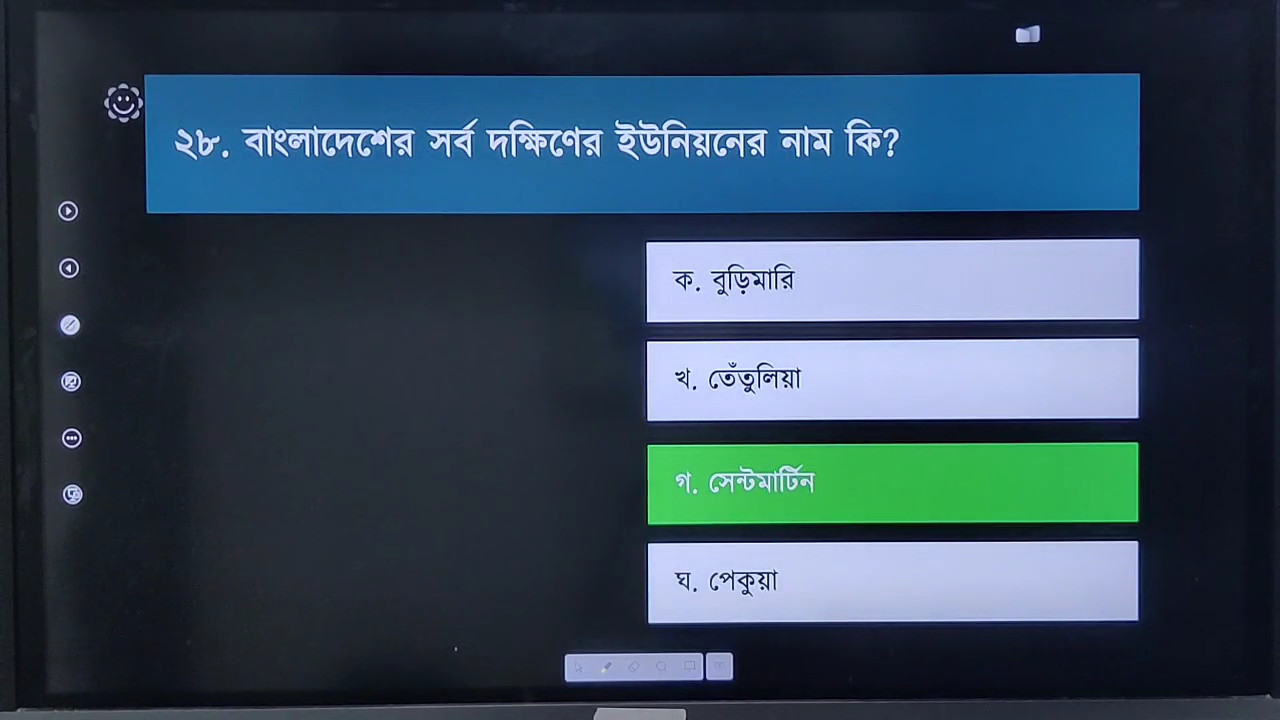 ২৮. বাংলাদেশের সর্ব দক্ষিণের ইউনিয়নের নাম কি?
ক. বুড়িমারি
খ. তেঁতুলিয়া
গ. সেন্টমার্টিন
ঘ. পেকুয়া